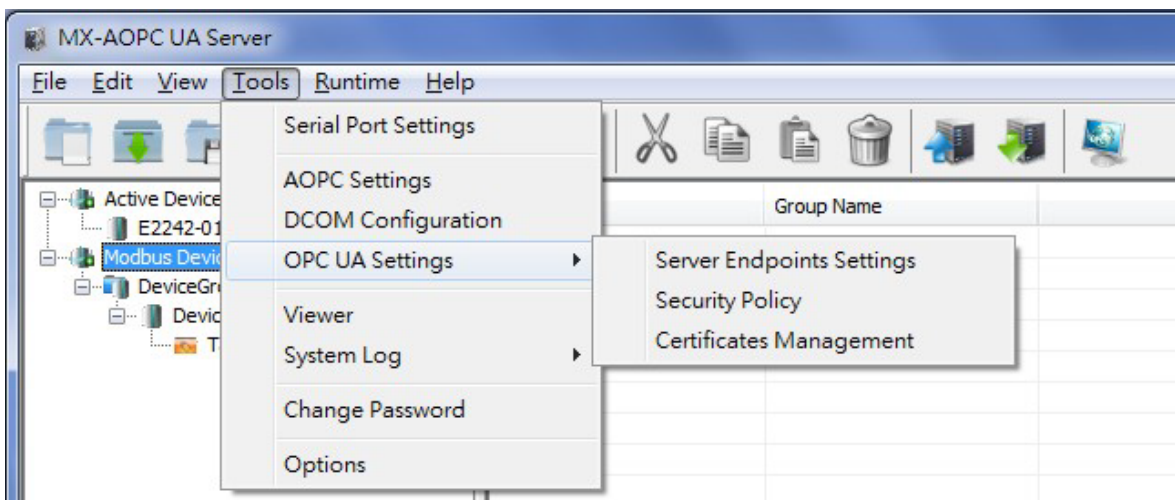 MX-AOPC UA Server
File Edit View Tools Runtime Help
Serial Port Settings
AOPC Settings
DCOM Configuration
OPC UA Settings
Viewer
System Log
Change Password
Options
Server Endpoints Settings
Security Policy
Certificates Management
Active Device
E2242-01
Modbus Devic
DeviceGr
Devic
T
Group Name